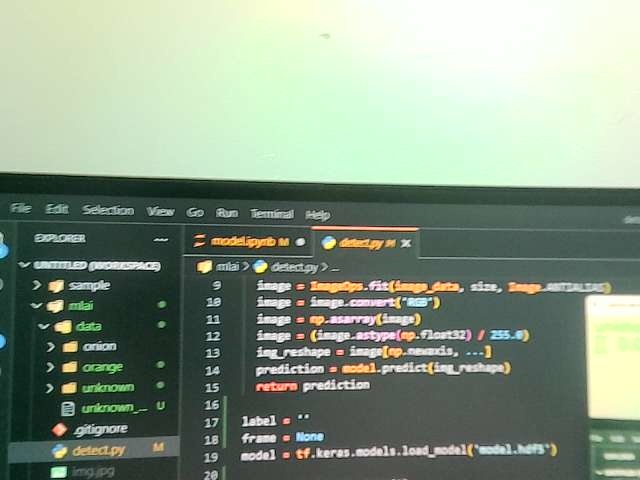 File Edit Selection View Go Run Terminal Help
EXPLORER
model.ipynb M
detect.py M
UNTITLED (WORKSPACE)
mlai > detect.py > ...
sample
mlai
data
onion
orange
unknown
unknown_... U
.gitignore
detect.py M
img.jpg
9 image = ImageOps.fit(image_data, size, Image.ANTIALIAS)
10 image = image.convert("RGB")
11 image = np.asarray(image)
12 image = (image.astype(np.float32) / 255.0)
13 img_reshape = image[np.newaxis, ...]
14 prediction = model.predict(img_reshape)
15 return prediction
16
17 label = ''
18 frame = None
19 model = tf.keras.models.load_model('model.hdf5')
20